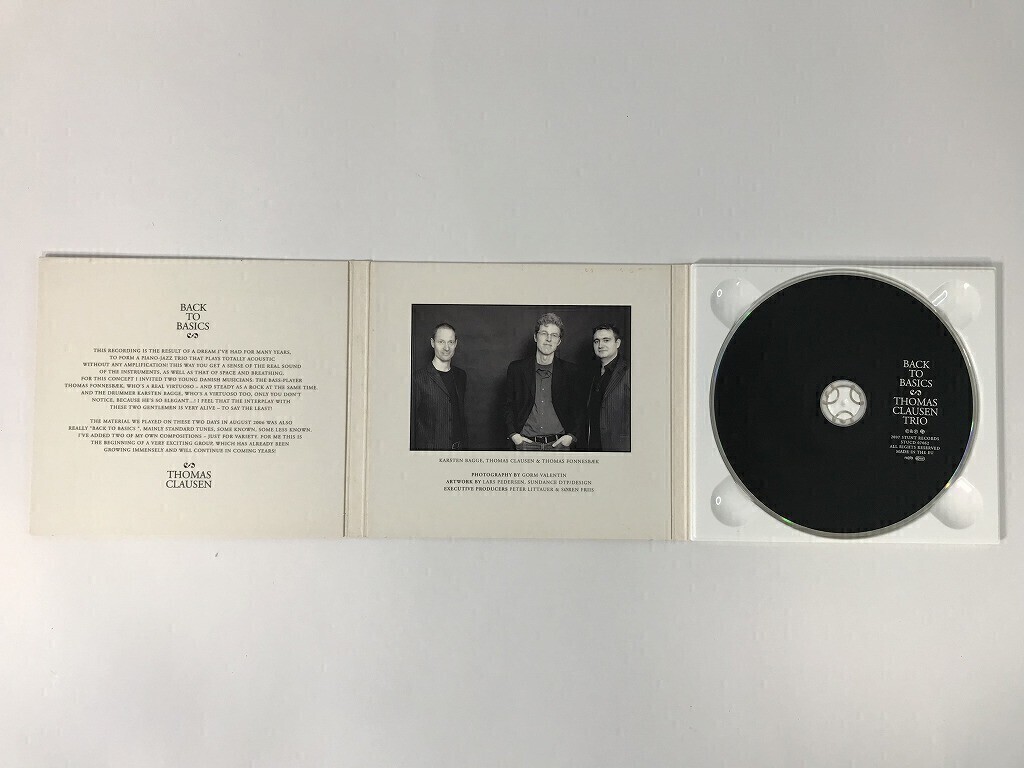 BACK
TO
BASICS
THIS RECORDING IS THE RESULT OF A DREAM I'VE HAD FOR MANY YEARS,
TO FORM A PIANO-JAZZ TRIO THAT PLAYS TOTALLY ACOUSTIC
WITHOUT ANY AMPLIFICATION! THIS WAY YOU GET A SENSE OF THE REAL SOUND
OF THE INSTRUMENTS, AS WELL AS THAT OF SPACE AND BREATHING.
FOR THIS CONCEPT I INVITED TWO YOUNG DANISH MUSICIANS: THE BASS-PLAYER
THOMAS FONNESBÆK, WHO'S A REAL VIRTUOSO – AND STEADY AS A ROCK AT THE SAME TIME.
AND THE DRUMMER KARSTEN BAGGE, WHO'S A VIRTUOSO TOO, ONLY YOU DON'T
NOTICE, BECAUSE HE'S SO ELEGANT...! I FEEL THAT THE INTERPLAY WITH
THESE TWO GENTLEMEN IS VERY ALIVE – TO SAY THE LEAST!
THE MATERIAL WE PLAYED ON THESE TWO DAYS IN AUGUST 2006 WAS ALSO
REALLY "BACK TO BASICS", MAINLY STANDARD TUNES, SOME KNOWN, SOME LESS KNOWN.
I'VE ADDED TWO OF MY OWN COMPOSITIONS – JUST FOR VARIETY. FOR ME THIS IS
THE BEGINNING OF A VERY EXCITING GROUP, WHICH HAS ALREADY BEEN
GROWING IMMENSELY AND WILL CONTINUE IN COMING YEARS!
THOMAS
CLAUSEN
KARSTEN BAGGE, THOMAS CLAUSEN & THOMAS FONNESBÆK
PHOTOGRAPHY BY GORM VALENTIN
ARTWORK BY LARS PEDERSEN, SUNDANCE DTP/DESIGN
EXECUTIVE PRODUCERS PETER LITTAUER & SØREN FRIIS
BACK
TO
BASICS
THOMAS
CLAUSEN
TRIO
2007 STUNT RECORDS
STUCD 07062
ALL RIGHTS RESERVED
MADE IN THE EU